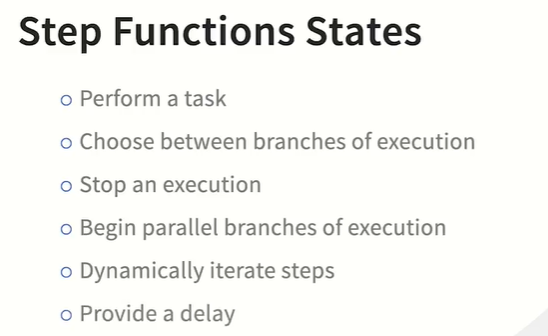 Step Functions States
Perform a task
Choose between branches of execution
Stop an execution
Begin parallel branches of execution
Dynamically iterate steps
Provide a delay